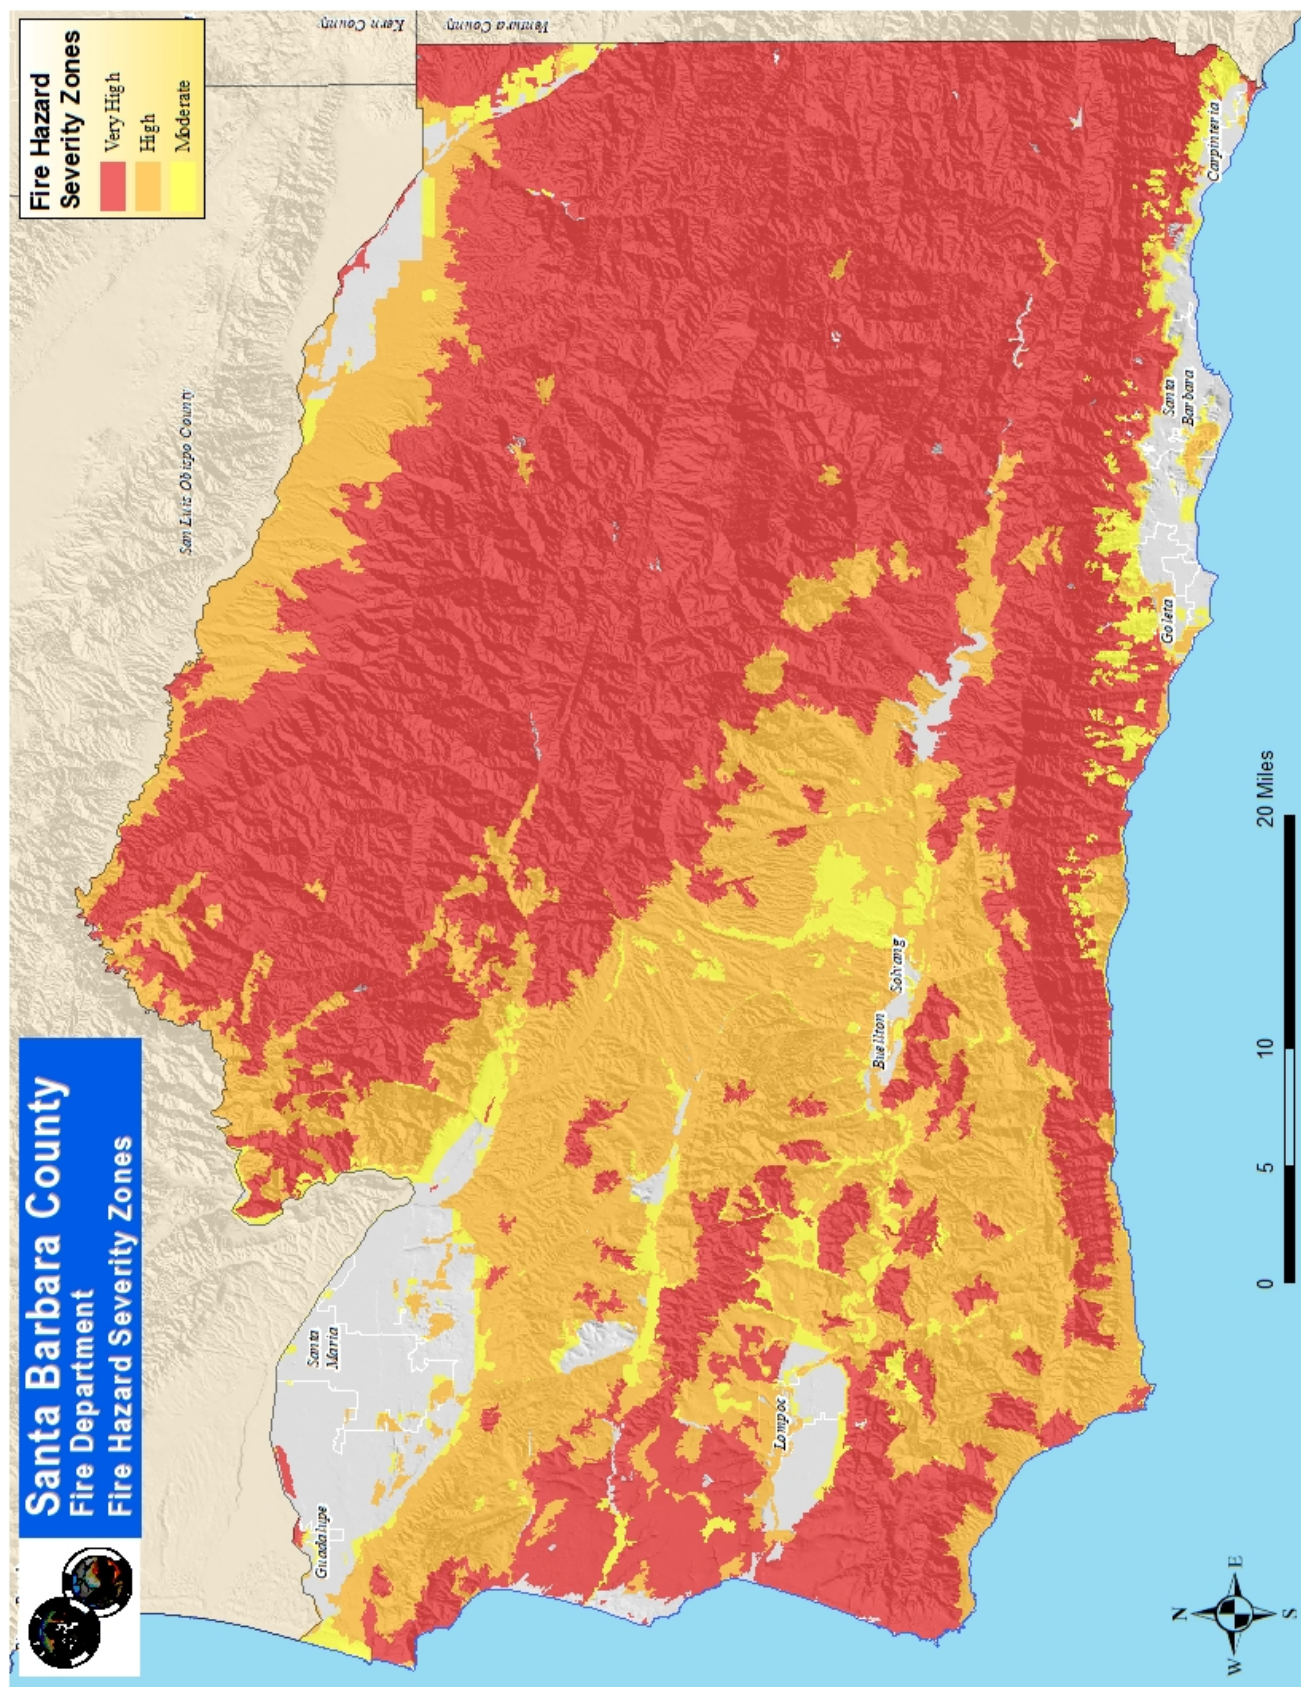 Santa Barbara County
Fire Department
Fire Hazard Severity Zones
Fire Hazard
Severity Zones
Very High
High
Moderate
Kern County
Ventura County
San Luis Obispo County
Guadalupe
Santa
Maria
Lompoc
Buellton
Solvang
Goleta
Santa
Barbara
Carpinteria
N
W
E
S
0
5
10
20 Miles